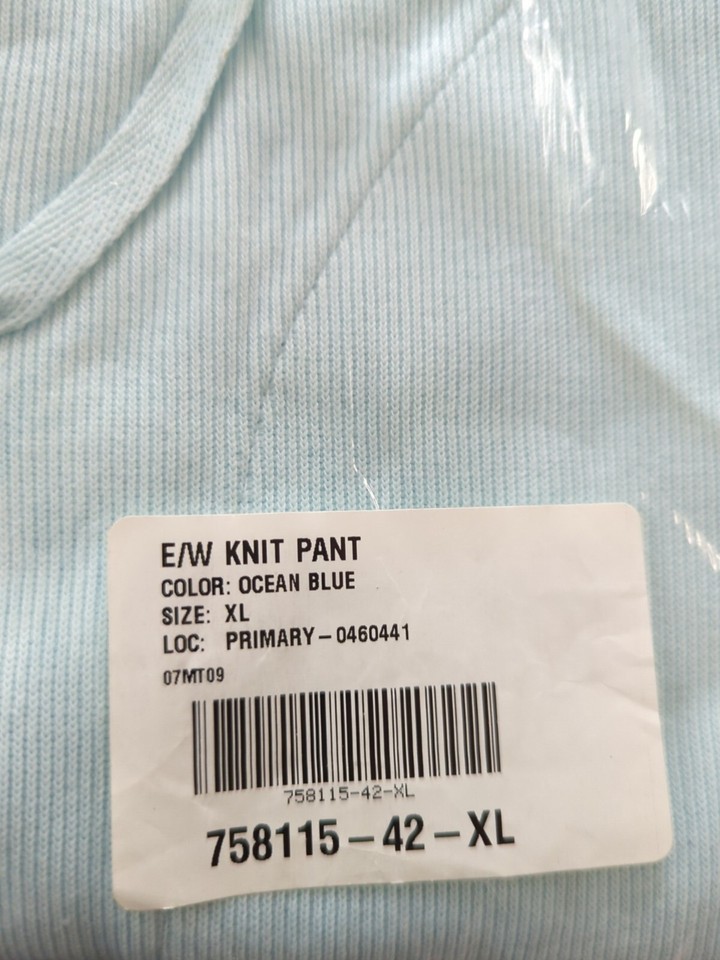 E/W KNIT PANT
COLOR: OCEAN BLUE
SIZE: XL
LOC: PRIMARY-0460441
07MT09
758115-42-XL
758115-42-XL